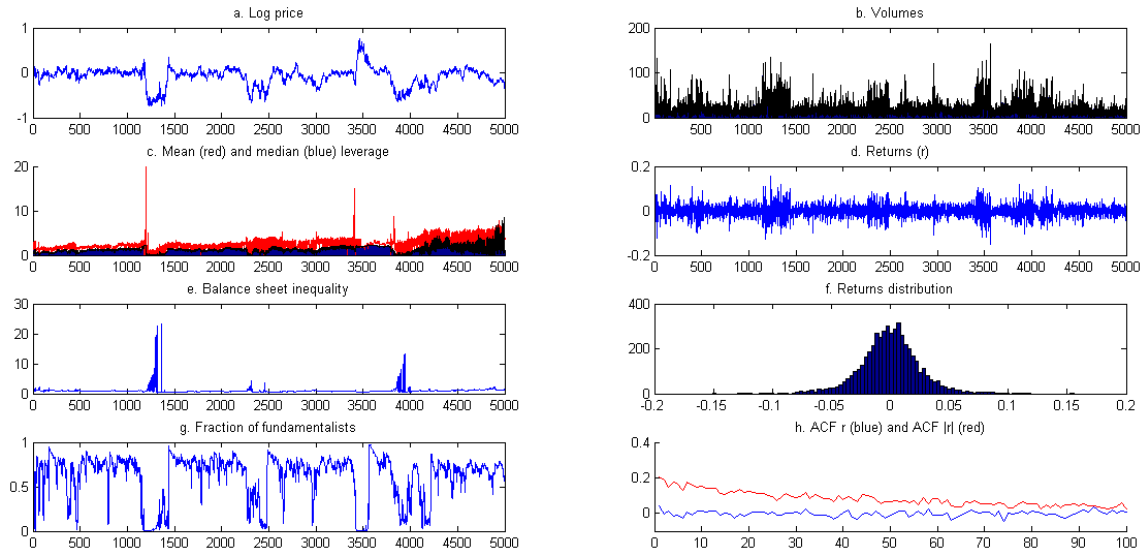 a. Log price
1
0
-1
0 500 1000 1500 2000 2500 3000 3500 4000 4500 5000
b. Volumes
200
100
0
500 1000 1500 2000 2500 3000 3500 4000 4500 5000
c. Mean (red) and median (blue) leverage
20
10
0
0 500 1000 1500 2000 2500 3000 3500 4000 4500 5000
d. Returns (r)
0.2
0
-0.2
0 500 1000 1500 2000 2500 3000 3500 4000 4500 5000
e. Balance sheet inequality
30
20
10
0
0 500 1000 1500 2000 2500 3000 3500 4000 4500 5000
f. Returns distribution
400
200
0
-0.2 -0.15 -0.1 -0.05 0 0.05 0.1 0.15 0.2
g. Fraction of fundamentalists
1
0.5
0
0 500 1000 1500 2000 2500 3000 3500 4000 4500 5000
h. ACF r (blue) and ACF |r| (red)
0.4
0.2
0
0 10 20 30 40 50 60 70 80 90 100